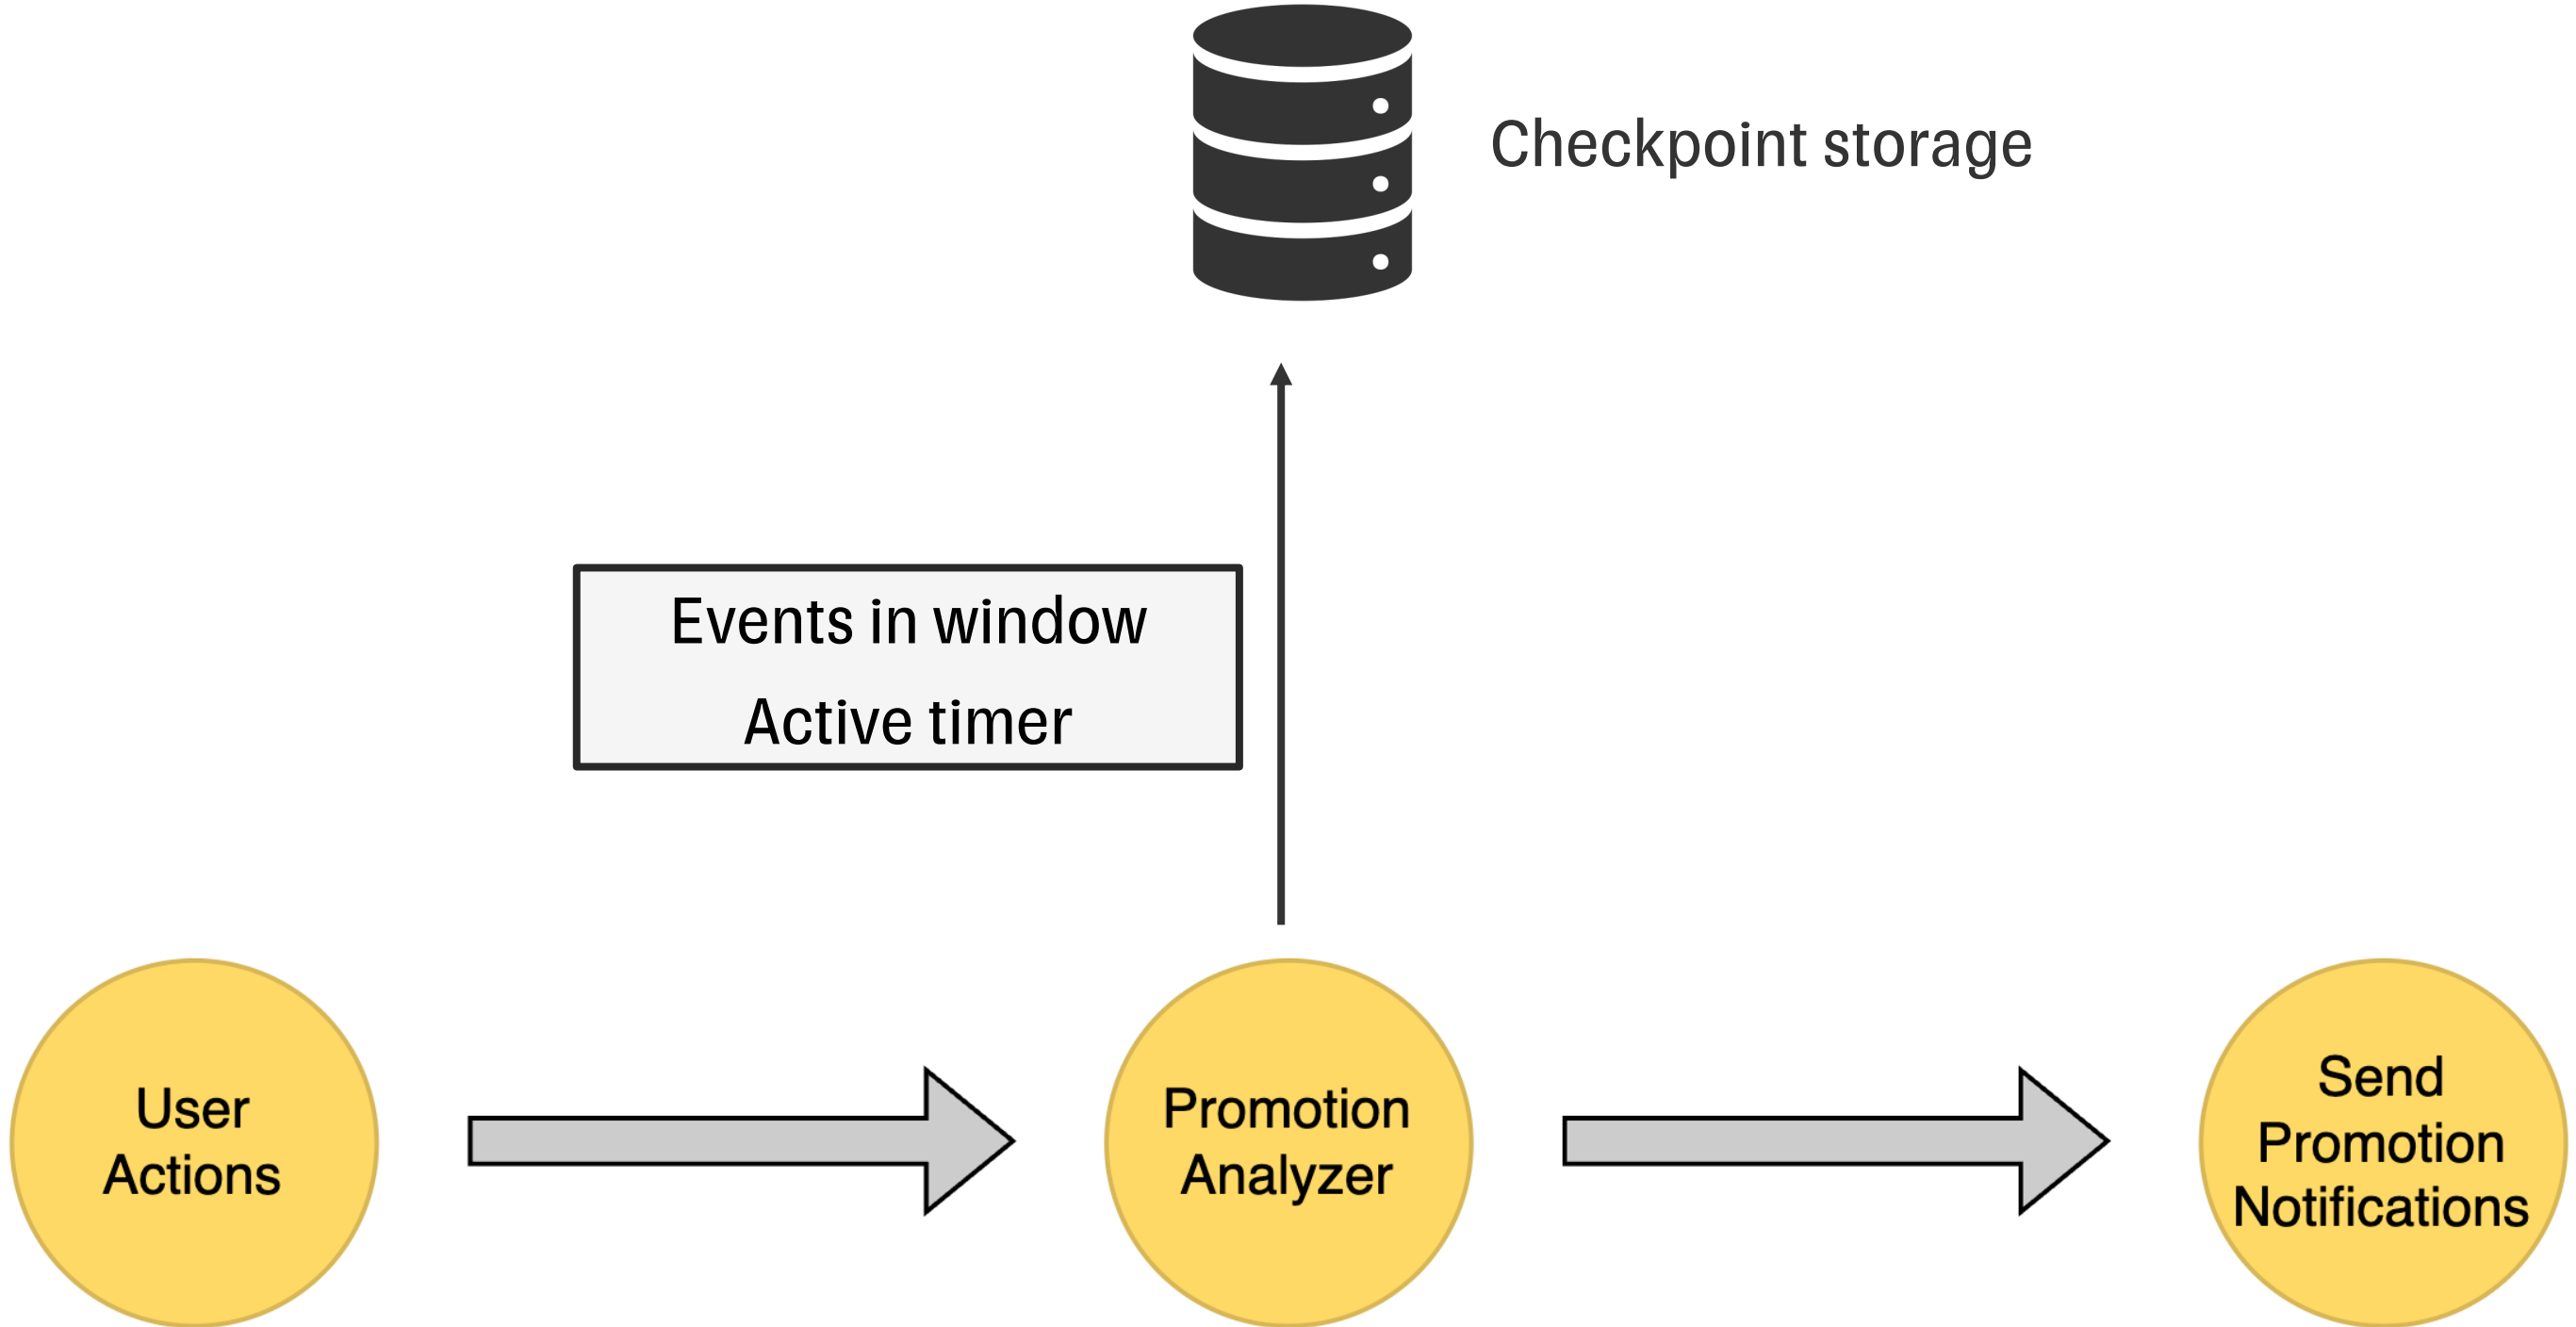 Checkpoint storage
Events in window
Active timer
User
Actions
Promotion
Analyzer
Send
Promotion
Notifications